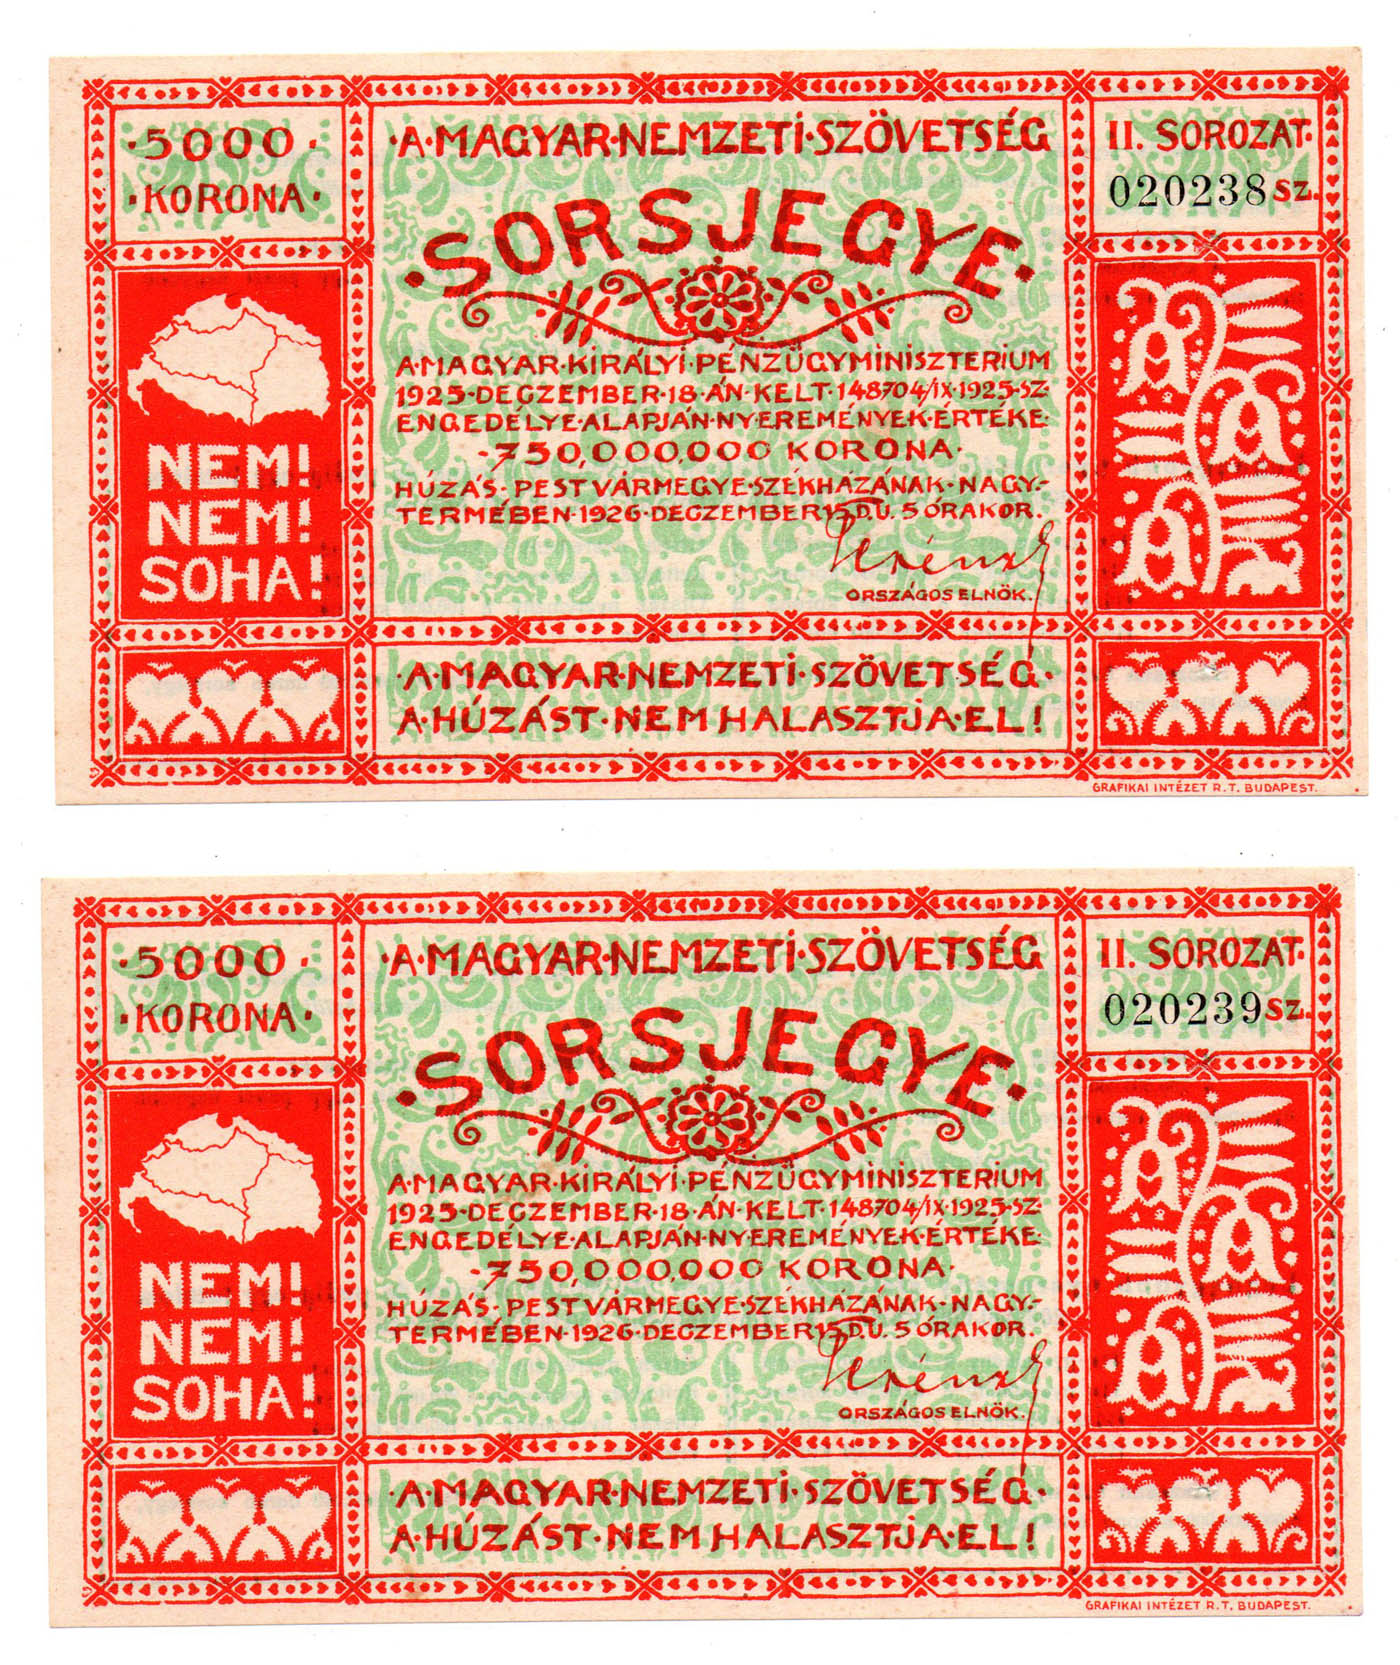 5000
KORONA
A MAGYAR NEMZETI SZÖVETSÉG
II. SOROZAT.
020238 SZ.
SORSJEGYE
A MAGYAR KIRÁLYI PÉNZÜGYMINISZTERIUM
1925 DECZEMBER 18 ÁN KELT 148704/IX 1925 SZ.
ENGEDÉLYE ALAPJÁN NYEREMÉNYEK ÉRTÉKE
750,000,000 KORONA
HÚZÁS PEST VÁRMEGYE SZÉKHÁZÁNAK NAGY-
TERMÉBEN 1926 DECZEMBER 15 D.U. 5 ÓRAKOR.
ORSZÁGOS ELNÖK.
NEM!
NEM!
SOHA!
A MAGYAR NEMZETI SZÖVETSÉG
A HÚZÁST NEM HALASZTJA EL!
GRAFIKAI INTÉZET R.T. BUDAPEST.
5000
KORONA
A MAGYAR NEMZETI SZÖVETSÉG
II. SOROZAT.
020239 SZ.
SORSJEGYE
A MAGYAR KIRÁLYI PÉNZÜGYMINISZTERIUM
1925 DECZEMBER 18 ÁN KELT 148704/IX 1925 SZ.
ENGEDÉLYE ALAPJÁN NYEREMÉNYEK ÉRTÉKE
750,000,000 KORONA
HÚZÁS PEST VÁRMEGYE SZÉKHÁZÁNAK NAGY-
TERMÉBEN 1926 DECZEMBER 15 D.U. 5 ÓRAKOR.
ORSZÁGOS ELNÖK.
NEM!
NEM!
SOHA!
A MAGYAR NEMZETI SZÖVETSÉG
A HÚZÁST NEM HALASZTJA EL!
GRAFIKAI INTÉZET R.T. BUDAPEST.